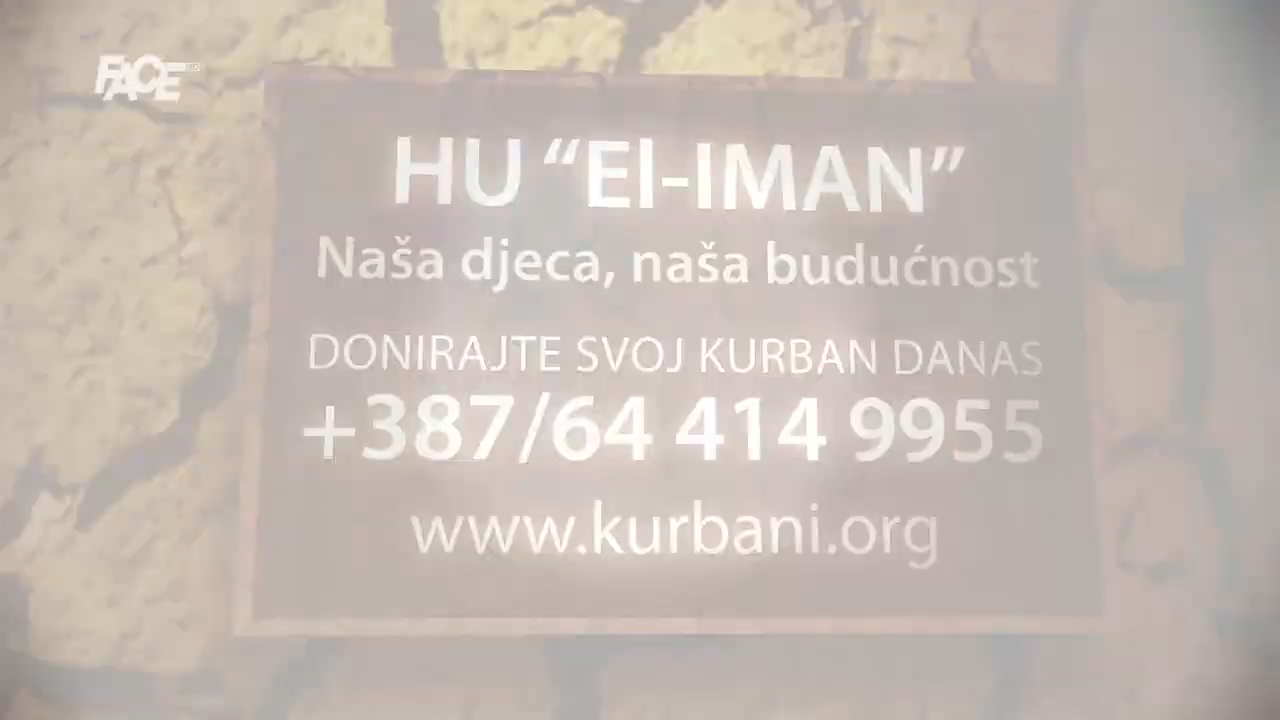 FACE
HU “El-IMAN”
Naša djeca, naša budućnost
DONIRAJTE SVOJ KURBAN DANAS
+387/64 414 9955
www.kurbani.org